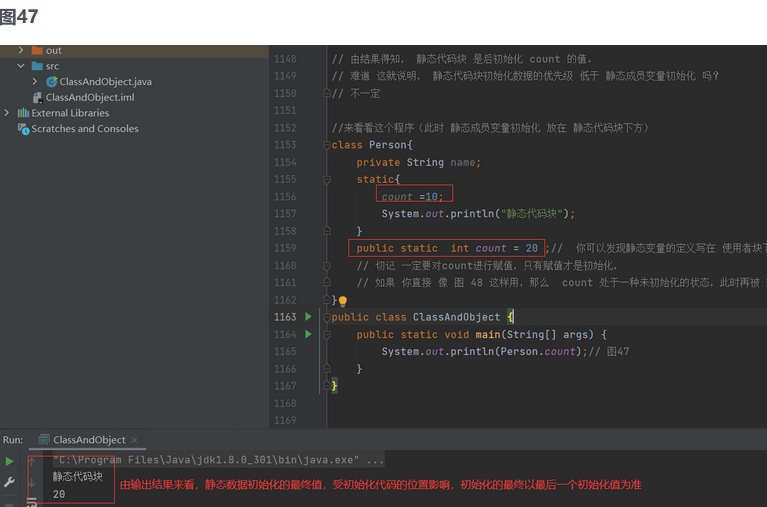 图47
out
src
ClassAndObject.java
ClassAndObject.iml
External Libraries
Scratches and Consoles
1148 // 由结果得知, 静态代码块 是后初始化 count 的值。
1149 // 难道 这就说明, 静态代码块初始化数据的优先级 低于 静态成员变量初始化 吗?
1150 // 不一定
1151
1152 //来看看这个程序(此时 静态成员变量初始化 放在 静态代码块下方)
1153 class Person{
1154 private String name;
1155 static{
1156 count =10;
1157 System.out.println("静态代码块");
1158 }
1159 public static int count = 20 ;// 你可以发现静态变量的定义写在 使用者块下
1160 // 切记 一定要对count进行赋值,只有赋值才是初始化,
1161 // 如果 你直接 像 图 48 这样用,那么 count 处于一种未初始化的状态,此时再被
1162 }
1163 public class ClassAndObject {
1164 public static void main(String[] args) {
1165 System.out.println(Person.count);// 图47
1166 }
1167 }
1168
1169
Run: ClassAndObject ×
"C:\Program Files\Java\jdk1.8.0_301\bin\java.exe" ...
静态代码块
20
由输出结果来看,静态数据初始化的最终值,受初始化代码的位置影响,初始化的最终以最后一个初始化值为准